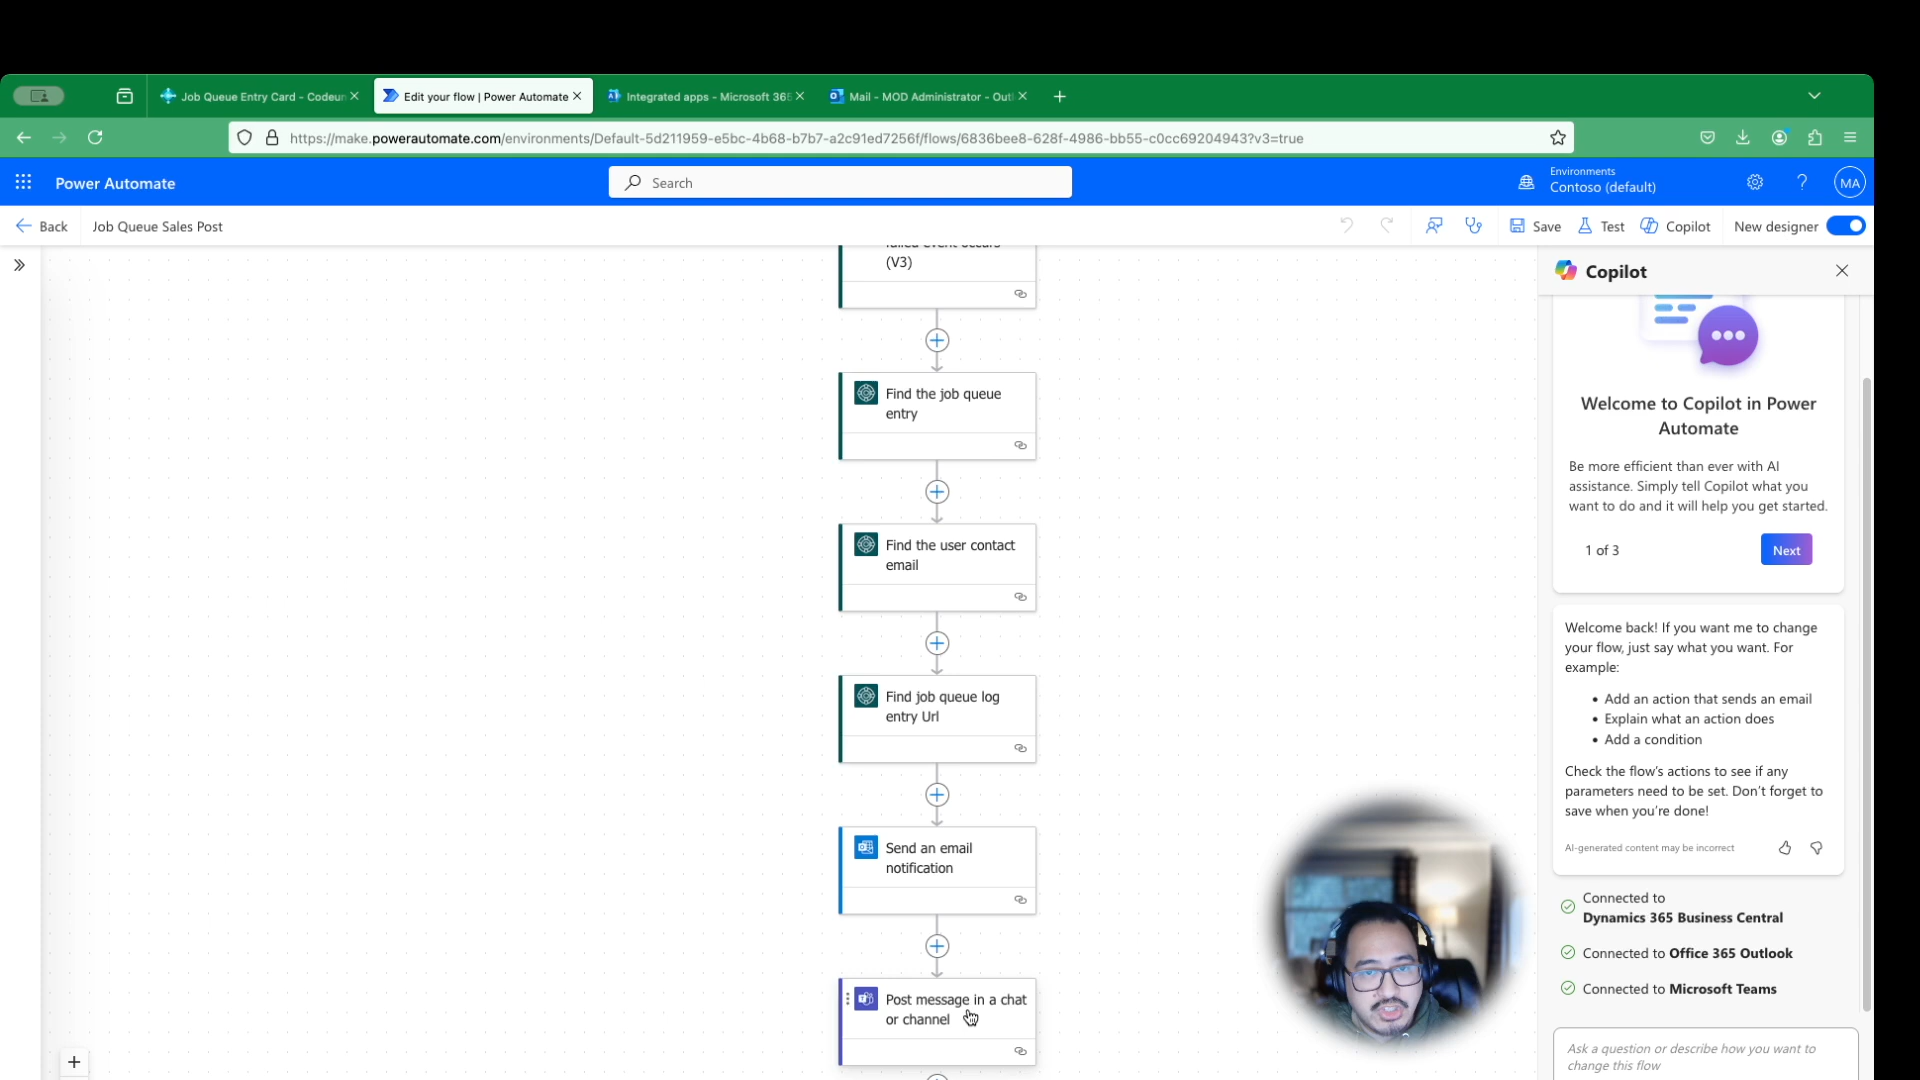 Job Queue Entry Card - Codeun
Edit your flow | Power Automate
Integrated apps - Microsoft 365
Mail - MOD Administrator - Outl
https://make.powerautomate.com/environments/Default-5d211959-e5bc-4b68-b7b7-a2c91ed7256f/flows/6836bee8-628f-4986-bb55-c0cc69204943?v3=true
Power Automate
Search
Environments
Contoso (default)
MA
Back
Job Queue Sales Post
Save
Test
Copilot
New designer
failed event occurs
(V3)
Find the job queue
entry
Find the user contact
email
Find job queue log
entry Url
Send an email
notification
Post message in a chat
or channel
Copilot
Welcome to Copilot in Power
Automate
Be more efficient than ever with AI
assistance. Simply tell Copilot what you
want to do and it will help you get started.
1 of 3
Next
Welcome back! If you want me to change
your flow, just say what you want. For
example:
• Add an action that sends an email
• Explain what an action does
• Add a condition
Check the flow's actions to see if any
parameters need to be set. Don't forget to
save when you're done!
AI-generated content may be incorrect
Connected to
Dynamics 365 Business Central
Connected to Office 365 Outlook
Connected to Microsoft Teams
Ask a question or describe how you want to
change this flow